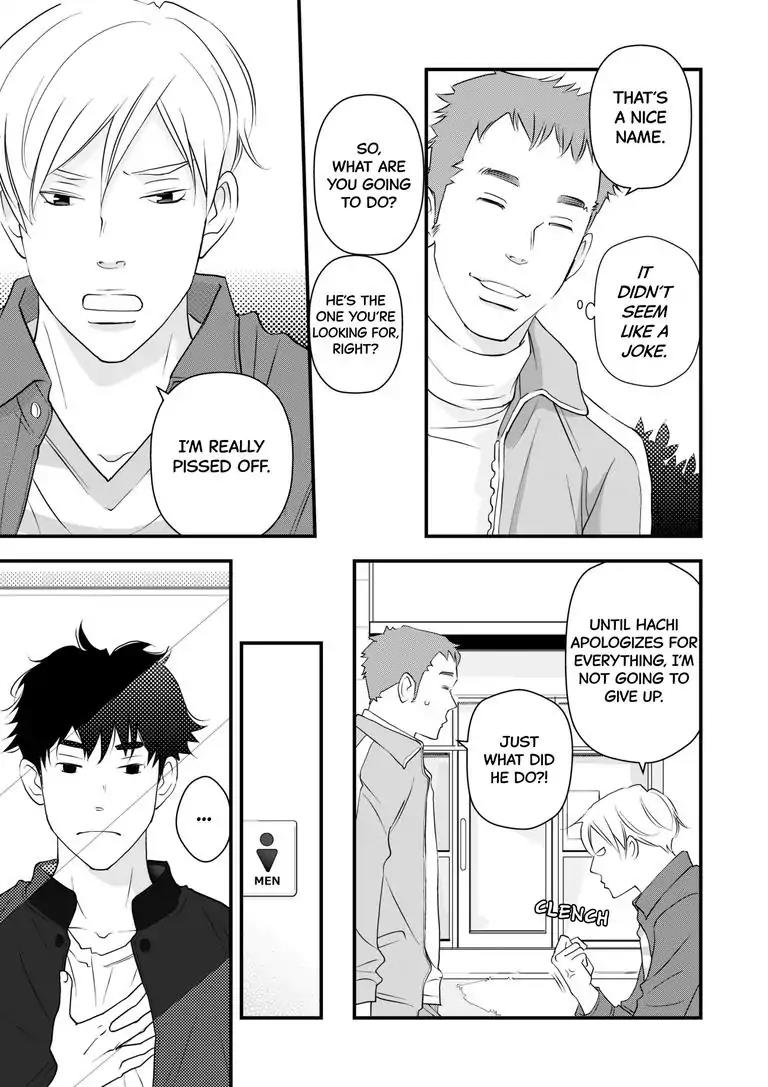 THAT'S
A NICE
NAME.
IT
DIDN'T
SEEM
LIKE A
JOKE.
SO,
WHAT ARE
YOU GOING
TO DO?
HE'S THE
ONE YOU'RE
LOOKING FOR,
RIGHT?
I'M REALLY
PISSED OFF.
UNTIL HACHI
APOLOGIZES FOR
EVERYTHING, I'M
NOT GOING TO
GIVE UP.
JUST
WHAT DID
HE DO?!
CLENCH
MEN
...